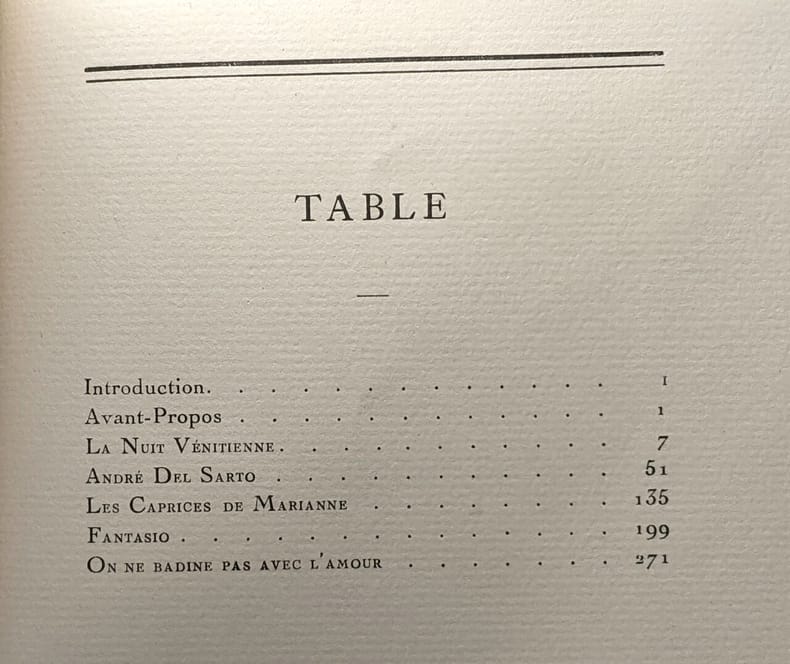 TABLE
Introduction. . . . . . . . . . . . . . I
Avant-Propos . . . . . . . . . . . . . 1
La Nuit Vénitienne. . . . . . . . . . . . 7
André Del Sarto . . . . . . . . . . . . 51
Les Caprices de Marianne . . . . . . . . 135
Fantasio . . . . . . . . . . . . . . 199
On ne badine pas avec l'amour . . . . . . . 271